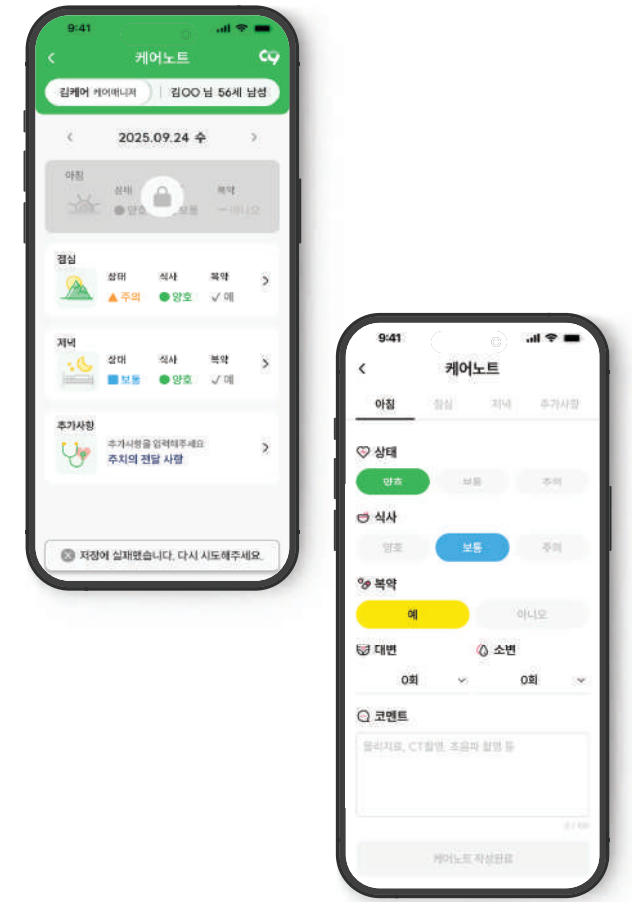 9:41
케어노트
김케어 케어매니저 김OO 님 56세 남성
2025.09.24 수
아침
상태 복약
양호 보통 아니오
점심
상태 식사 복약
주의 양호 예
저녁
상태 식사 복약
보통 양호 예
추가사항
추가사항을 입력해주세요
주치의 전달 사항
저장에 실패했습니다. 다시 시도해주세요.
9:41
케어노트
아침 점심 저녁 추가사항
상태
양호 보통 주의
식사
양호 보통 주의
복약
예 아니오
대변 소변
0회 0회
코멘트
물리치료, CT촬영, 초음파 촬영 등
케어노트 작성완료